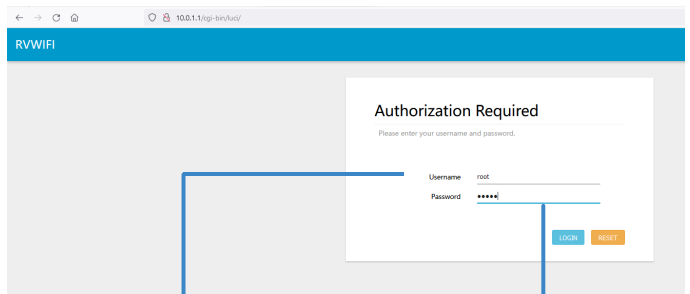 10.0.1.1/cgi-bin/luci/
RVWIFI
Authorization Required
Please enter your username and password.
Username root
Password •••••
LOGIN RESET